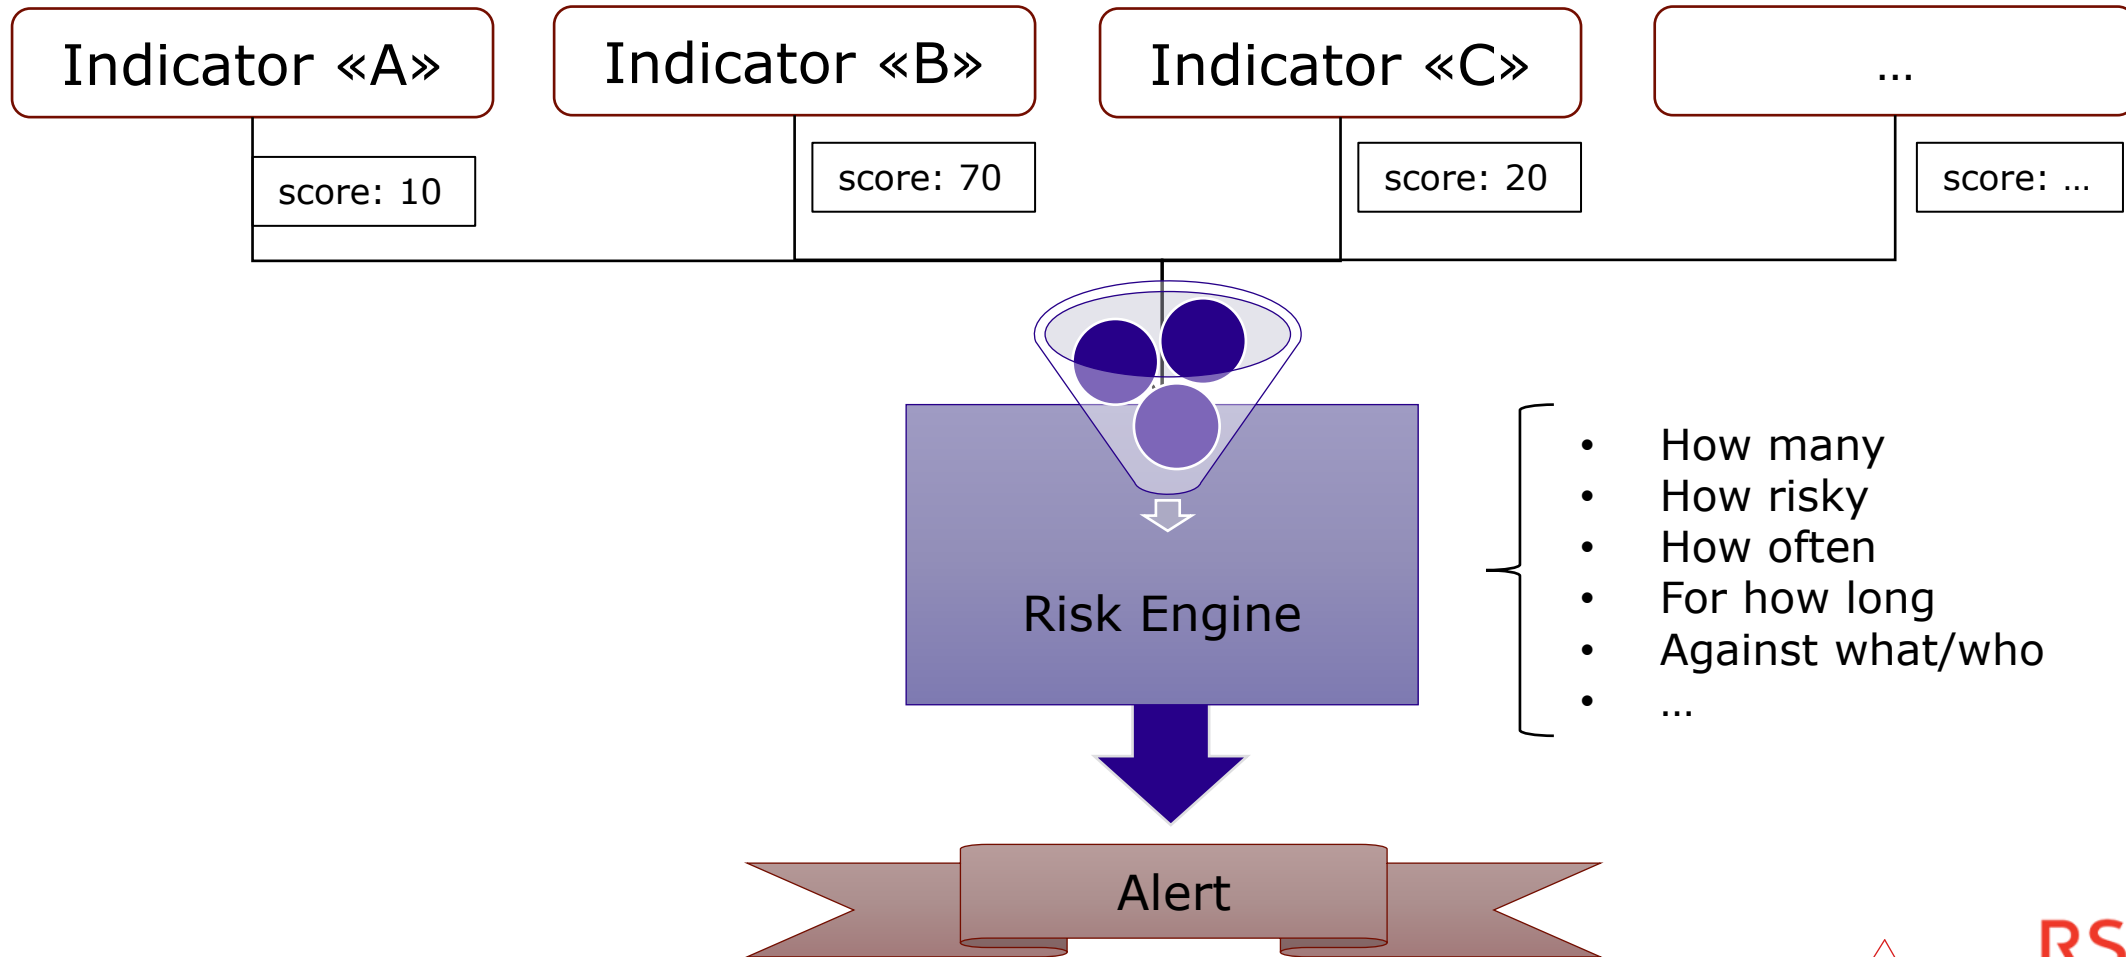 Indicator «A»
Indicator «B»
Indicator «C»
...
score: 10
score: 70
score: 20
score: ...
Risk Engine
• How many
• How risky
• How often
• For how long
• Against what/who
• ...
Alert
RS